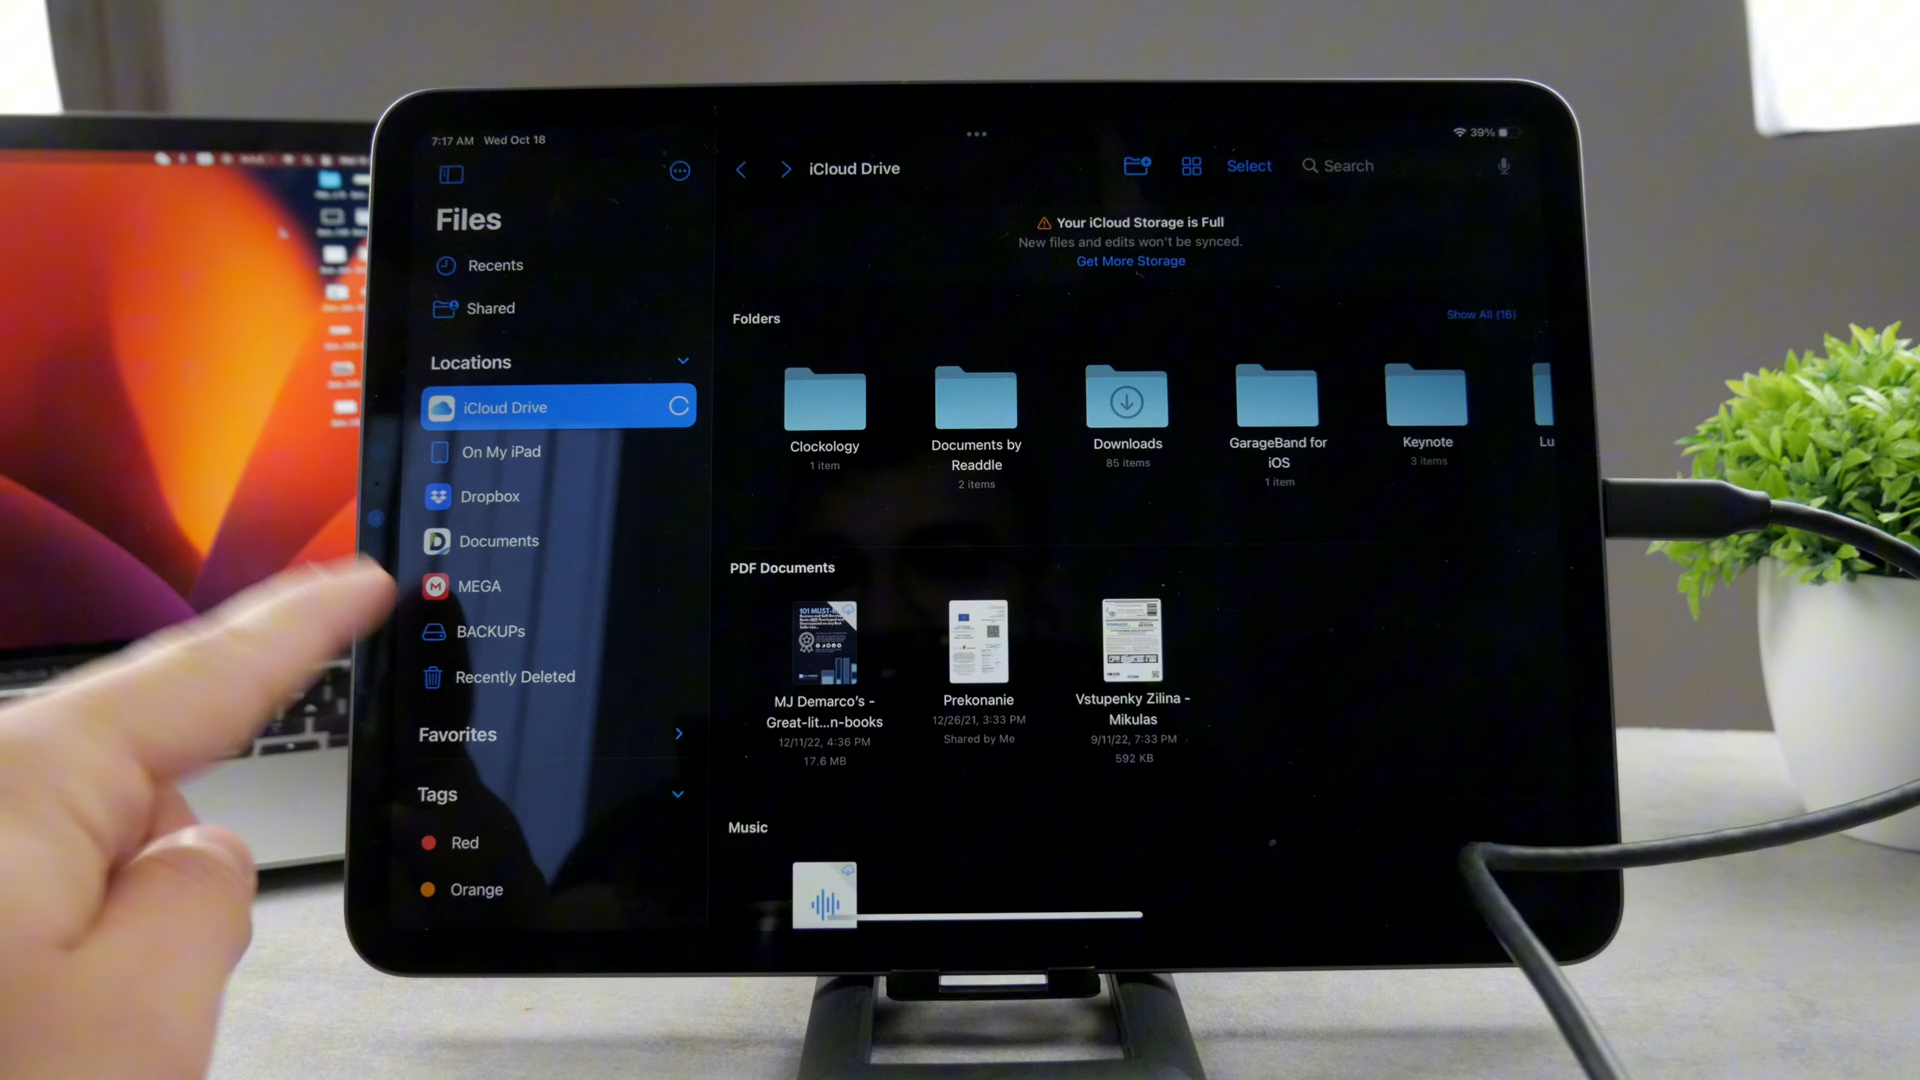 7:17 AM Wed Oct 18
39%
Files
Recents
Shared
Locations
iCloud Drive
On My iPad
Dropbox
Documents
MEGA
BACKUPs
Recently Deleted
Favorites
Tags
Red
Orange
iCloud Drive
Select
Search
Your iCloud Storage is Full
New files and edits won't be synced.
Get More Storage
Folders
Show All (16)
Clockology
1 item
Documents by
Readdle
2 items
Downloads
85 items
GarageBand for
iOS
1 item
Keynote
3 items
Lu
PDF Documents
101 MUST-
MJ Demarco's -
Great-lit...n-books
12/11/22, 4:36 PM
17.6 MB
Prekonanie
12/26/21, 3:33 PM
Shared by Me
Vstupenky Zilina -
Mikulas
9/11/22, 7:33 PM
592 KB
Music